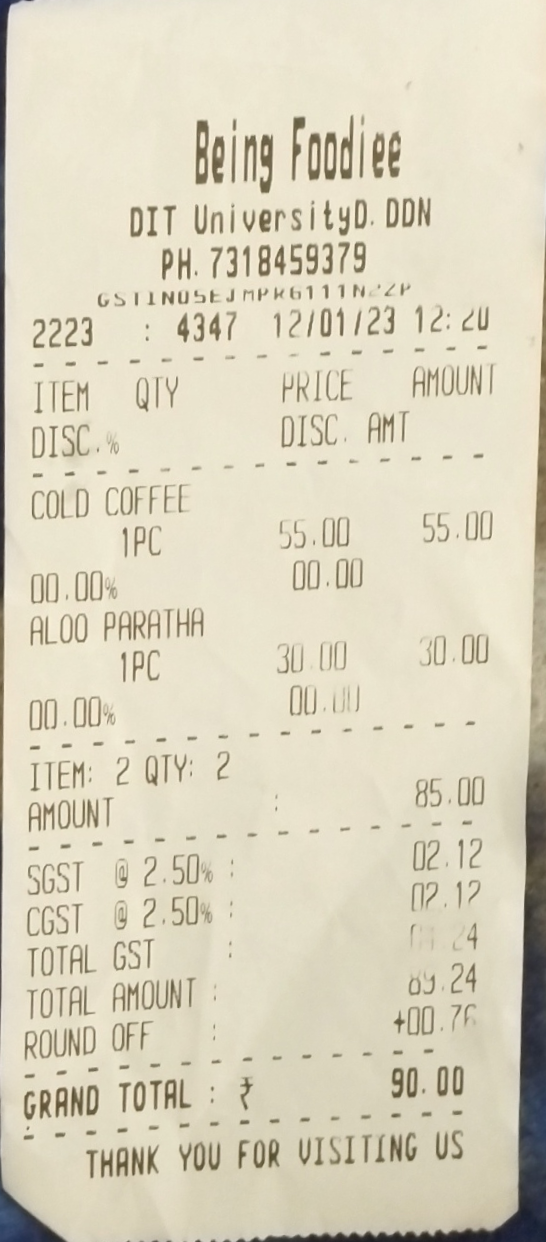 Being Foodiee
DIT UniversityD. DDN
PH. 7318459379
2223 : 4347 12/01/23 12:20
ITEM QTY PRICE AMOUNT
DISC.% DISC. AMT
COLD COFFEE
1PC 55.00 55.00
00.00% 00.00
ALOO PARATHA
1PC 30.00 30.00
00.00% 00.00
ITEM: 2 QTY: 2
AMOUNT : 85.00
SGST @ 2.50% : 02.12
CGST @ 2.50% : 02.12
TOTAL GST : 04.24
TOTAL AMOUNT : 89.24
ROUND OFF : +00.76
GRAND TOTAL : ₹ 90.00
THANK YOU FOR VISITING US